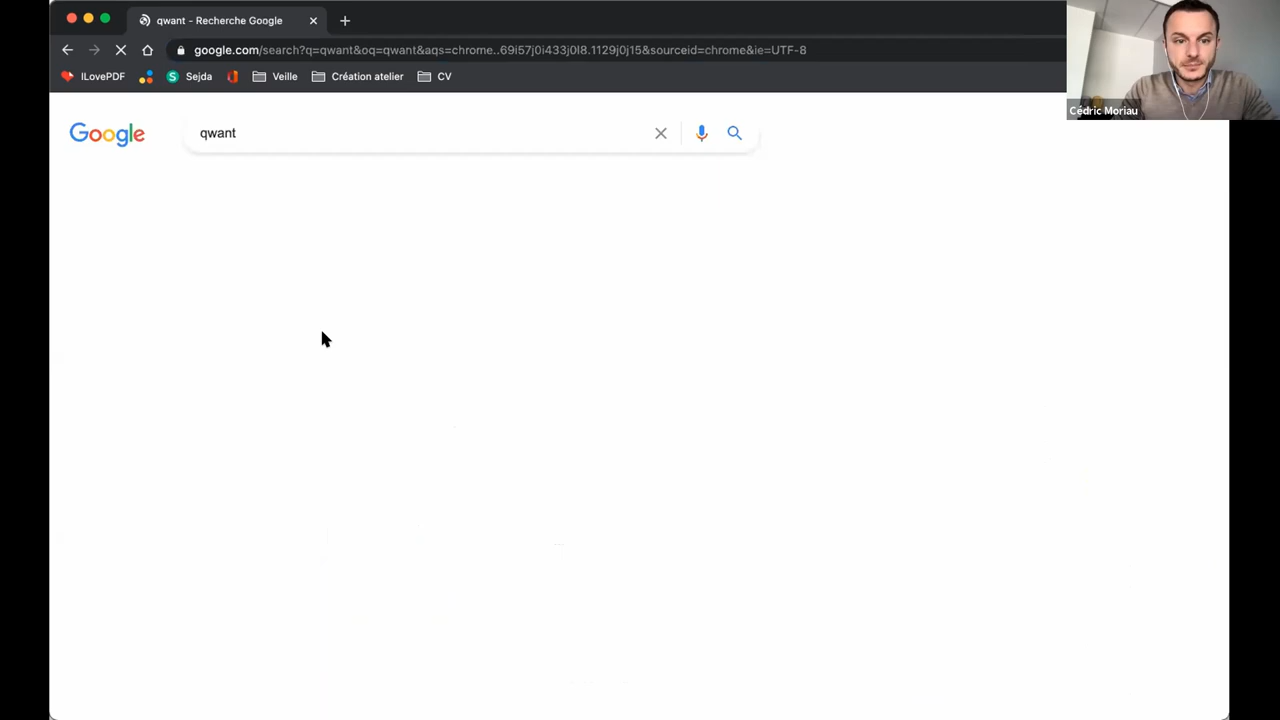 qwant - Recherche Google
google.com/search?q=qwant&oq=qwant&aqs=chrome..69i57j0i433j0l8.1129j0j15&sourceid=chrome&ie=UTF-8
ILovePDF Sejda Veille Création atelier CV
Cédric Moriau
Google qwant